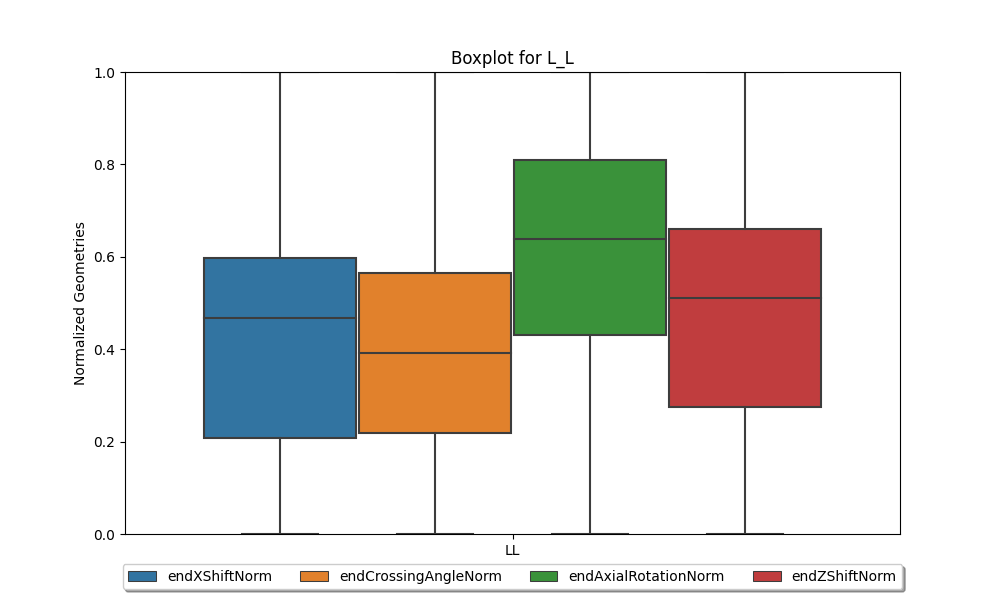 Boxplot for L_L
1.0
0.8
0.6
0.4
0.2
0.0
Normalized Geometries
LL
endXShiftNorm endCrossingAngleNorm endAxialRotationNorm endZShiftNorm